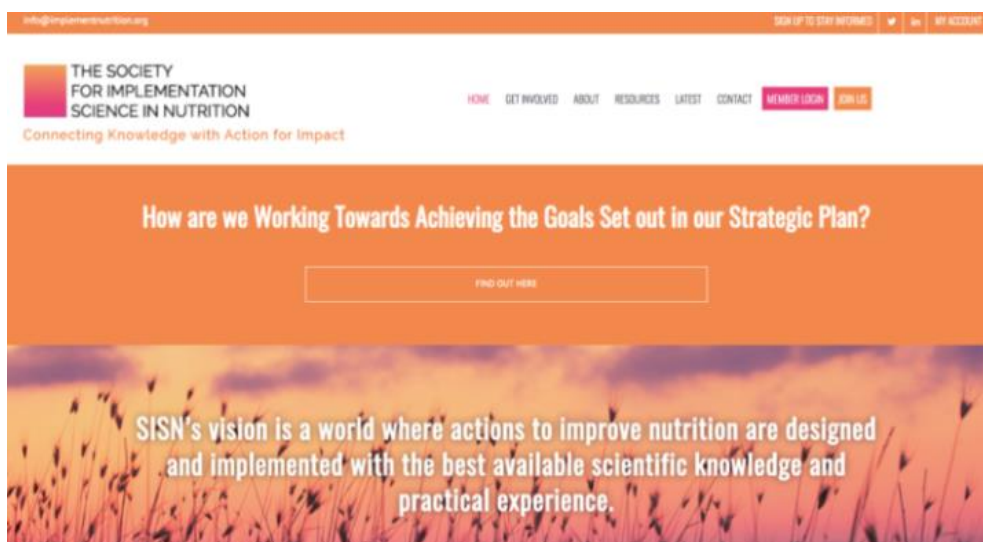 info@implementnutrition.org
SIGN UP TO STAY INFORMED
in
MY ACCOUNT
THE SOCIETY
FOR IMPLEMENTATION
SCIENCE IN NUTRITION
Connecting Knowledge with Action for Impact
HOME GET INVOLVED ABOUT RESOURCES LATEST CONTACT MEMBER LOGIN JOIN US
How are we Working Towards Achieving the Goals Set out in our Strategic Plan?
FIND OUT HERE
SISN's vision is a world where actions to improve nutrition are designed
and implemented with the best available scientific knowledge and
practical experience.